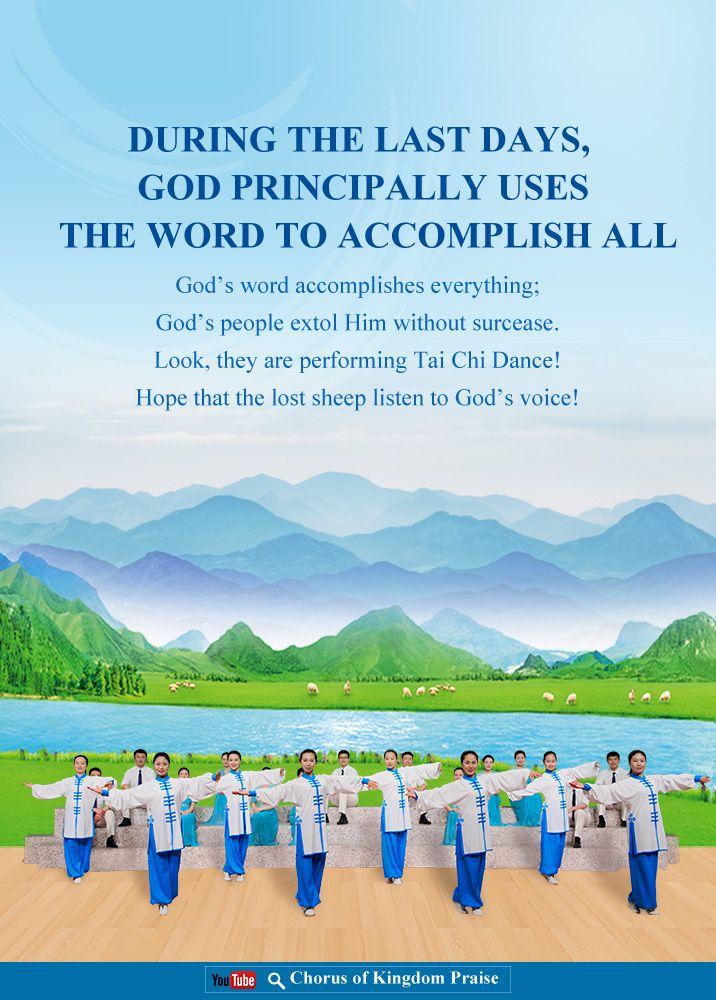 DURING THE LAST DAYS,
GOD PRINCIPALLY USES
THE WORD TO ACCOMPLISH ALL
God's word accomplishes everything;
God's people extol Him without surcease.
Look, they are performing Tai Chi Dance!
Hope that the lost sheep listen to God's voice!
YouTube Chorus of Kingdom Praise